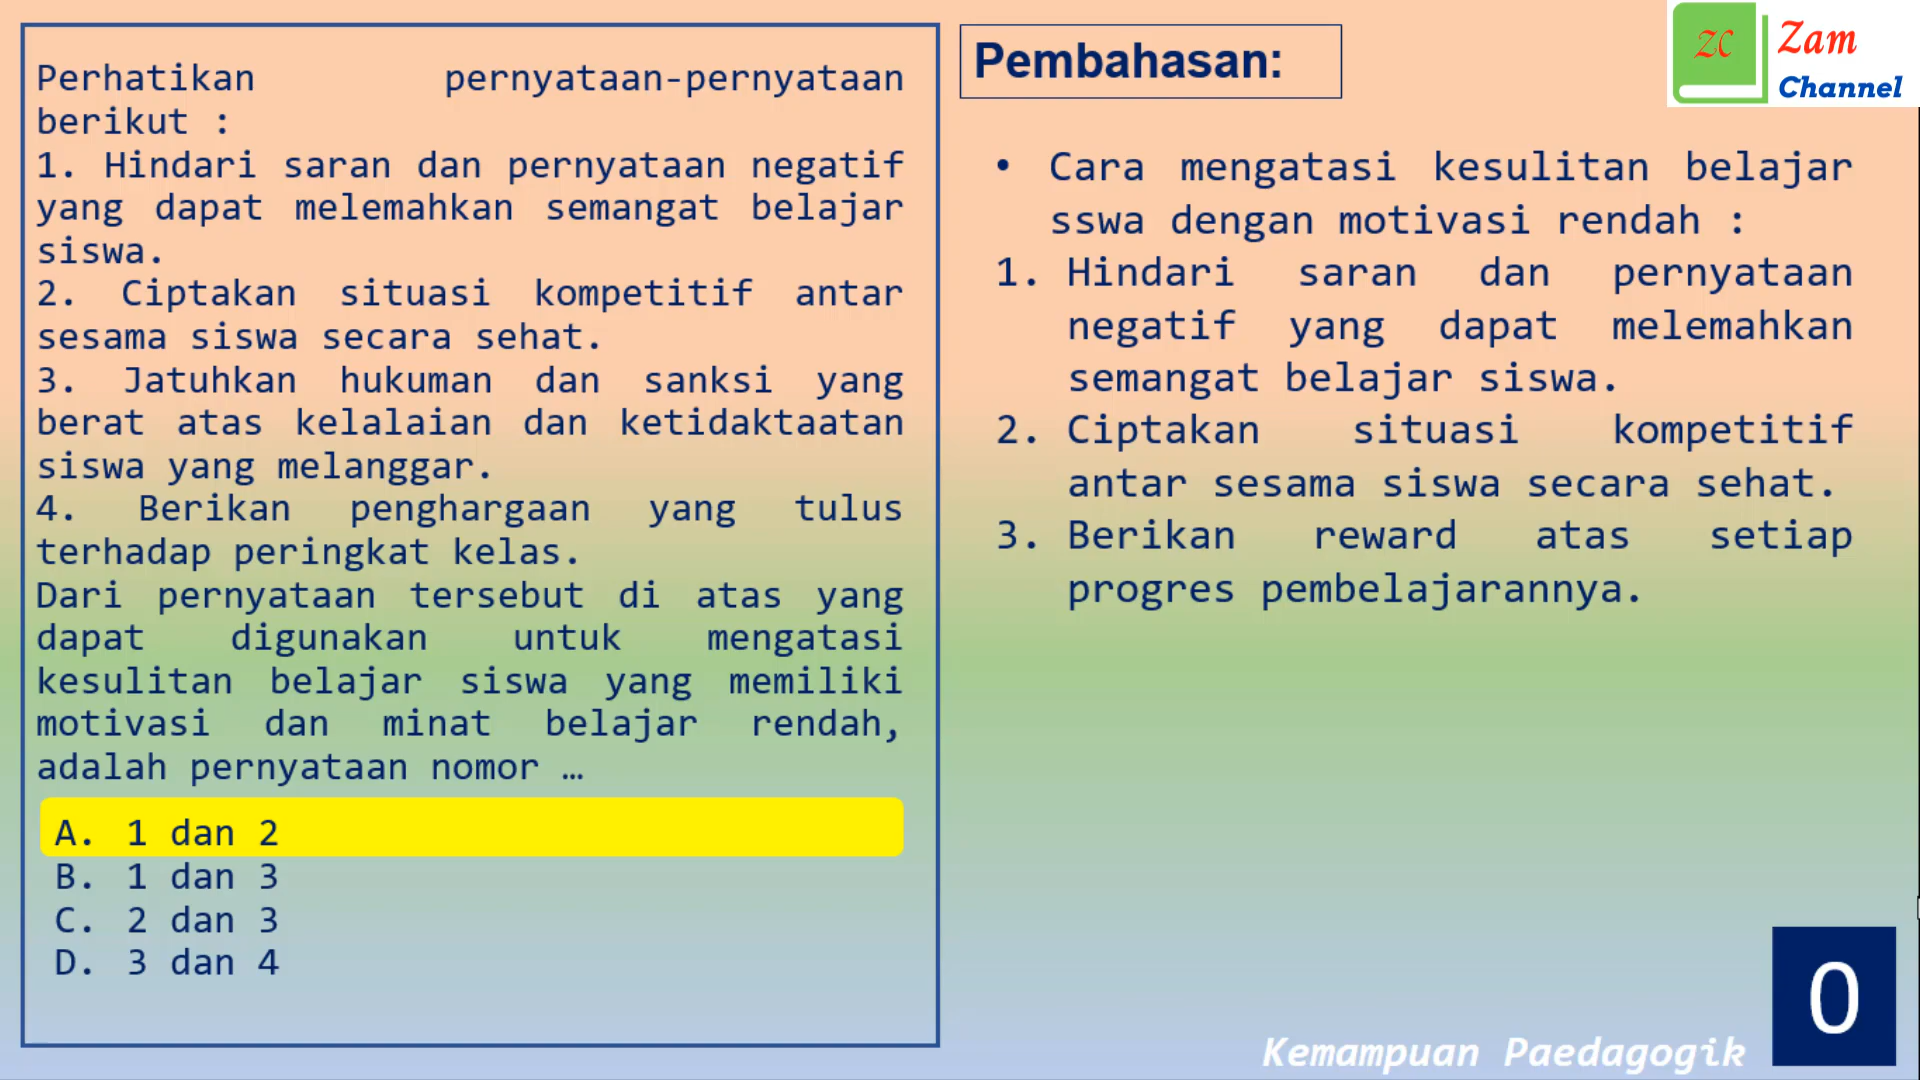 Perhatikan pernyataan-pernyataan
berikut :
1. Hindari saran dan pernyataan negatif
yang dapat melemahkan semangat belajar
siswa.
2. Ciptakan situasi kompetitif antar
sesama siswa secara sehat.
3. Jatuhkan hukuman dan sanksi yang
berat atas kelalaian dan ketidaktaatan
siswa yang melanggar.
4. Berikan penghargaan yang tulus
terhadap peringkat kelas.
Dari pernyataan tersebut di atas yang
dapat digunakan untuk mengatasi
kesulitan belajar siswa yang memiliki
motivasi dan minat belajar rendah,
adalah pernyataan nomor …
A. 1 dan 2
B. 1 dan 3
C. 2 dan 3
D. 3 dan 4
Pembahasan:
• Cara mengatasi kesulitan belajar
sswa dengan motivasi rendah :
1. Hindari saran dan pernyataan
negatif yang dapat melemahkan
semangat belajar siswa.
2. Ciptakan situasi kompetitif
antar sesama siswa secara sehat.
3. Berikan reward atas setiap
progres pembelajarannya.
ZC
Zam
Channel
Kemampuan Paedagogik
0